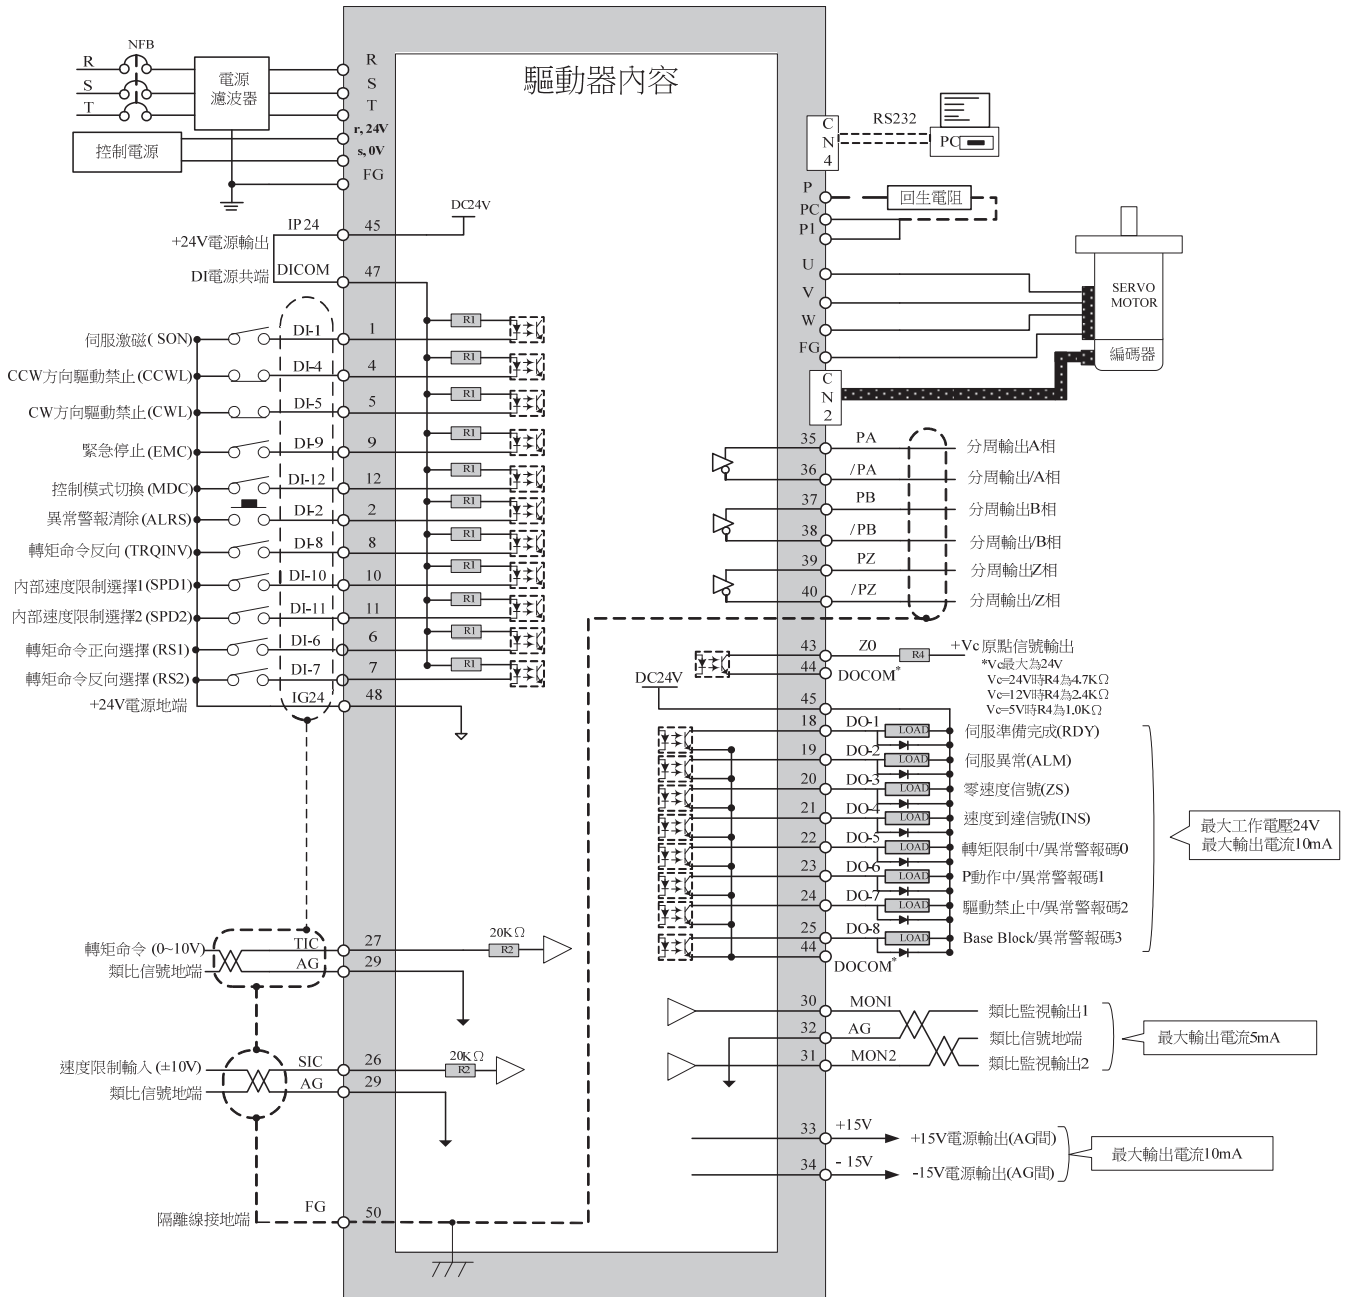 驅動器內容
NFB
R
S
T
電源
濾波器
控制電源
R
S
T
r, 24V
s, 0V
FG
IP24
45
DC24V
+24V電源輸出
DI電源共端
DICOM
47
伺服激磁( SON)
DI-1
1
R1
CCW方向驅動禁止(CCWL)
DI-4
4
R1
CW方向驅動禁止(CWL)
DI-5
5
R1
緊急停止(EMC)
DI-9
9
R1
控制模式切換(MDC)
DI-12
12
R1
異常警報清除(ALRS)
DI-2
2
R1
轉矩命令反向(TRQINV)
DI-8
8
R1
內部速度限制選擇1(SPD1)
DI-10
10
R1
內部速度限制選擇2(SPD2)
DI-11
11
R1
轉矩命令正向選擇(RS1)
DI-6
6
R1
轉矩命令反向選擇(RS2)
DI-7
7
R1
+24V電源地端
IG24
48
轉矩命令 (0~10V)
TIC
27
20KΩ
R2
類比信號地端
AG
29
速度限制輸入(±10V)
SIC
26
20KΩ
R2
類比信號地端
AG
29
隔離線接地端
FG
50
C
N
4
RS232
PC
P
PC
P1
回生電阻
U
V
W
FG
SERVO
MOTOR
編碼器
C
N
2
35
PA
分周輸出A相
36
/PA
分周輸出/A相
37
PB
分周輸出B相
38
/PB
分周輸出/B相
39
PZ
分周輸出Z相
40
/PZ
分周輸出/Z相
43
Z0
R4
+Vc 原點信號輸出
44
DOCOM*
*Vc最大為24V
Vc=24V時R4為4.7KΩ
Vc=12V時R4為2.4KΩ
Vc=5V時R4為1.0KΩ
DC24V
45
18
DO-1
LOAD
伺服準備完成(RDY)
19
DO-2
LOAD
伺服異常(ALM)
20
DO-3
LOAD
零速度信號(ZS)
21
DO-4
LOAD
速度到達信號(INS)
22
DO-5
LOAD
轉矩限制中/異常警報碼0
23
DO-6
LOAD
P動作中/異常警報碼1
24
DO-7
LOAD
驅動禁止中/異常警報碼2
25
DO-8
LOAD
Base Block/異常警報碼3
44
DOCOM*
最大工作電壓24V
最大輸出電流10mA
30
MON1
類比監視輸出1
32
AG
類比信號地端
31
MON2
類比監視輸出2
最大輸出電流5mA
33
+15V
+15V電源輸出(AG間)
34
- 15V
-15V電源輸出(AG間)
最大輸出電流10mA